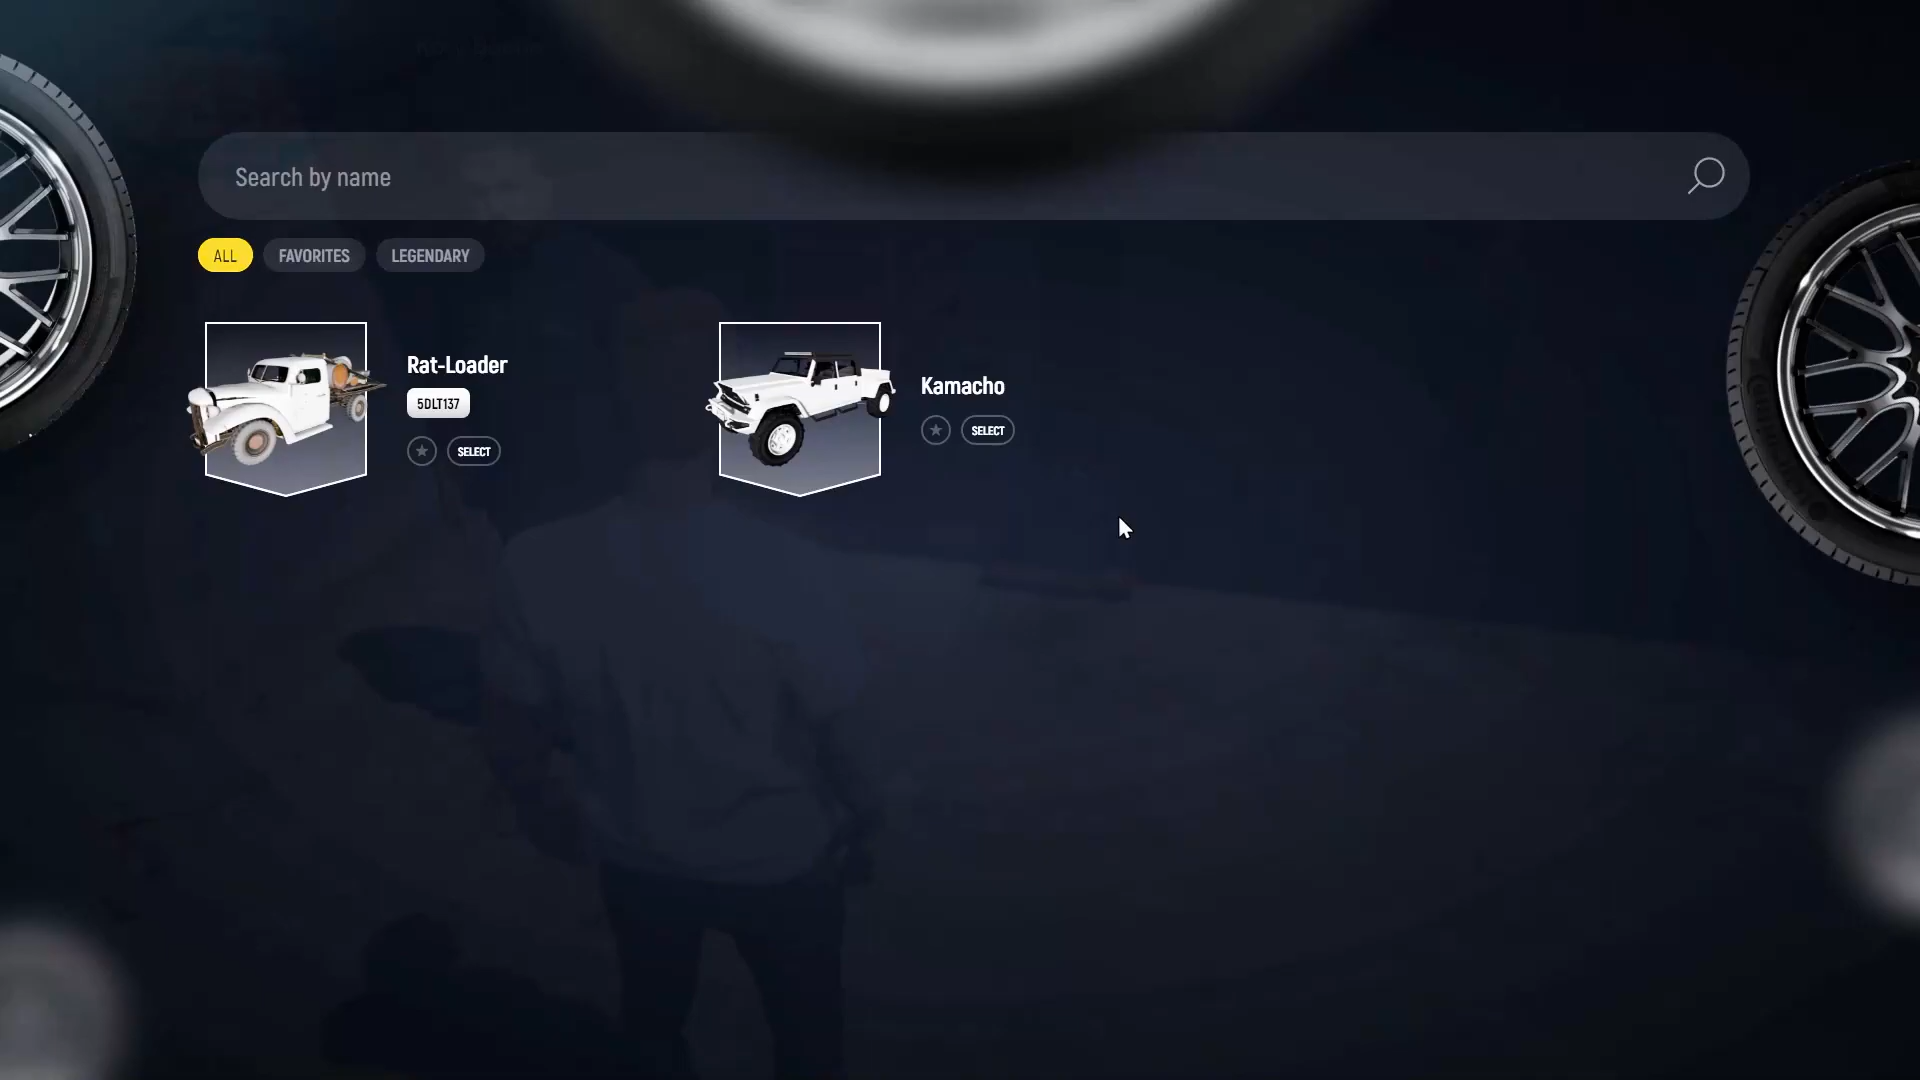 Search by name
ALL FAVORITES LEGENDARY
Rat-Loader
5DLT137
SELECT
Kamacho
SELECT